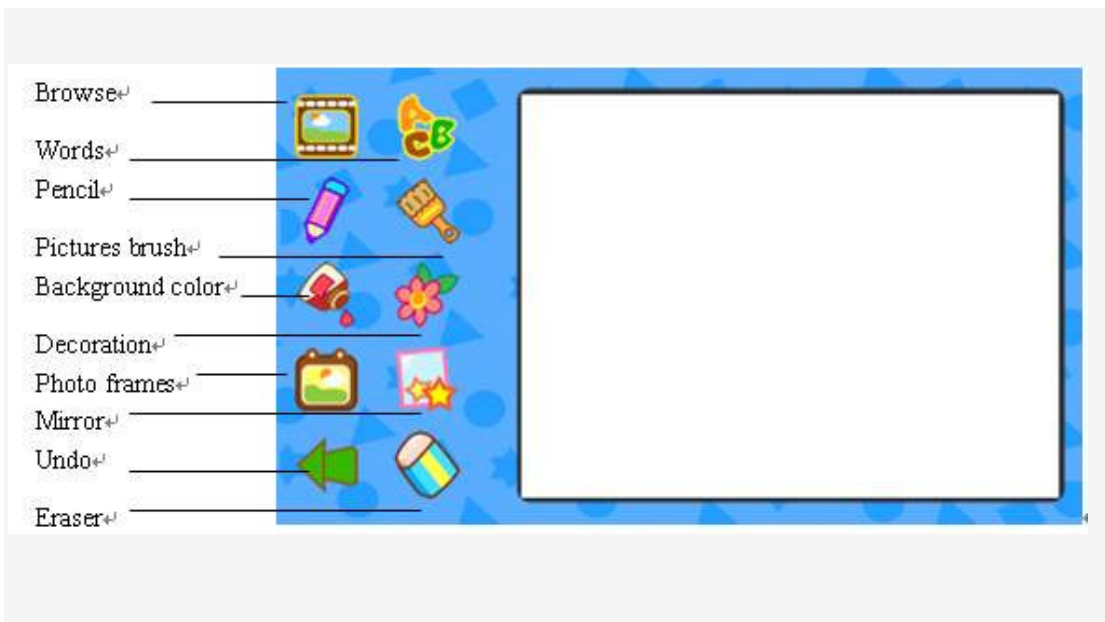 Browse↵
Words↵
Pencil↵
Pictures brush↵
Background color↵
Decoration↵
Photo frames↵
Mirror↵
Undo↵
Eraser↵
A
C B